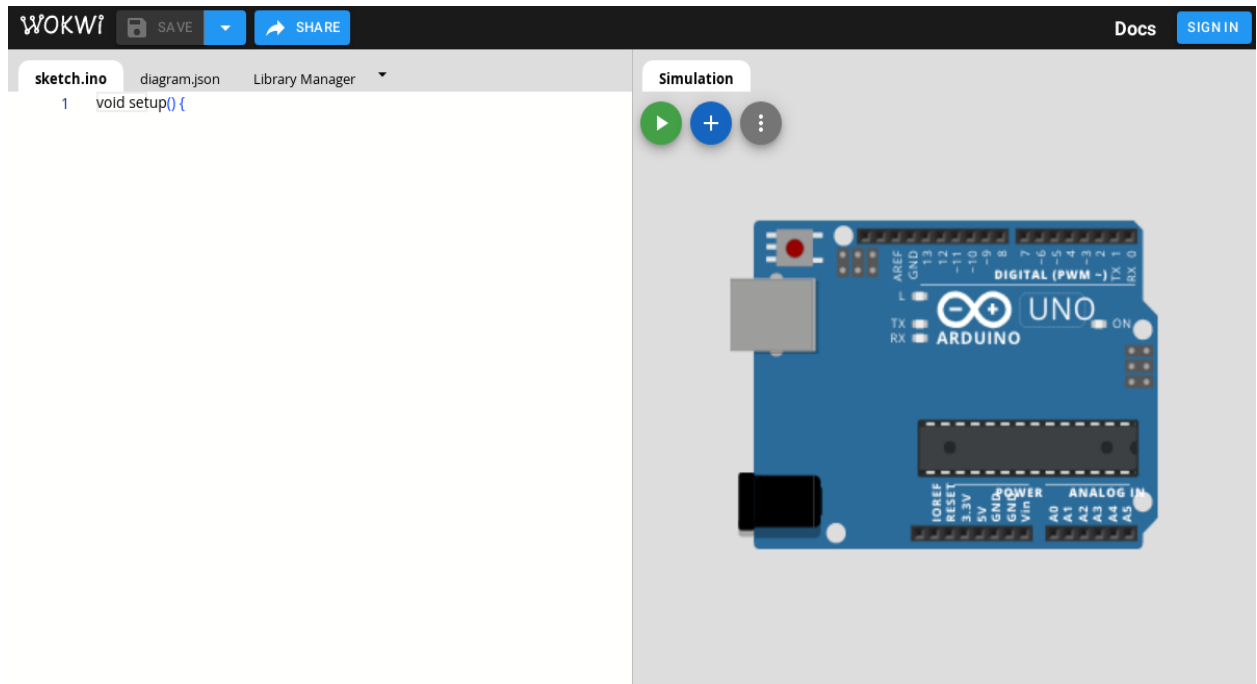 WOKWI SAVE SHARE Docs SIGN IN
sketch.ino diagram.json Library Manager Simulation
1 void setup() {
AREF GND 13 12 ~11 ~10 ~9 8 7 ~6 ~5 4 ~3 2 TX 1 RX 0
DIGITAL (PWM ~)
L
TX
RX
UNO
ON
ARDUINO
POWER ANALOG IN
IOREF RESET 3.3V 5V GND GND Vin A0 A1 A2 A3 A4 A5